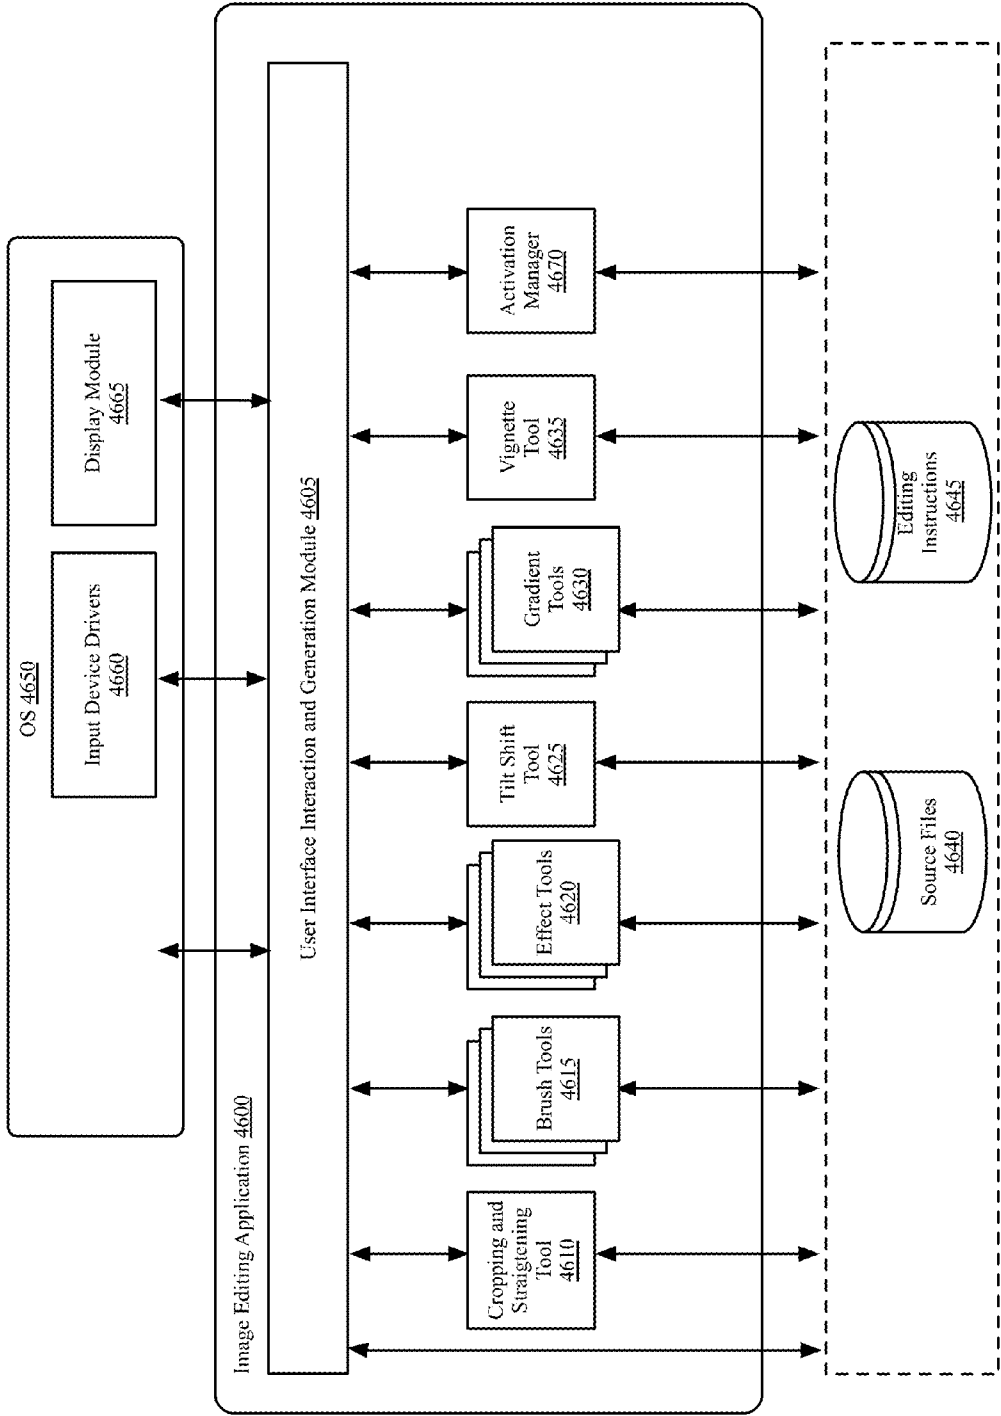 OS 4650
Input Device Drivers
4660
Display Module
4665
Image Editing Application 4600
User Interface Interaction and Generation Module 4605
Cropping and
Straigtening
Tool
4610
Brush Tools
4615
Effect Tools
4620
Tilt Shift
Tool
4625
Gradient
Tools
4630
Vignette
Tool
4635
Activation
Manager
4670
Source Files
4640
Editing
Instructions
4645